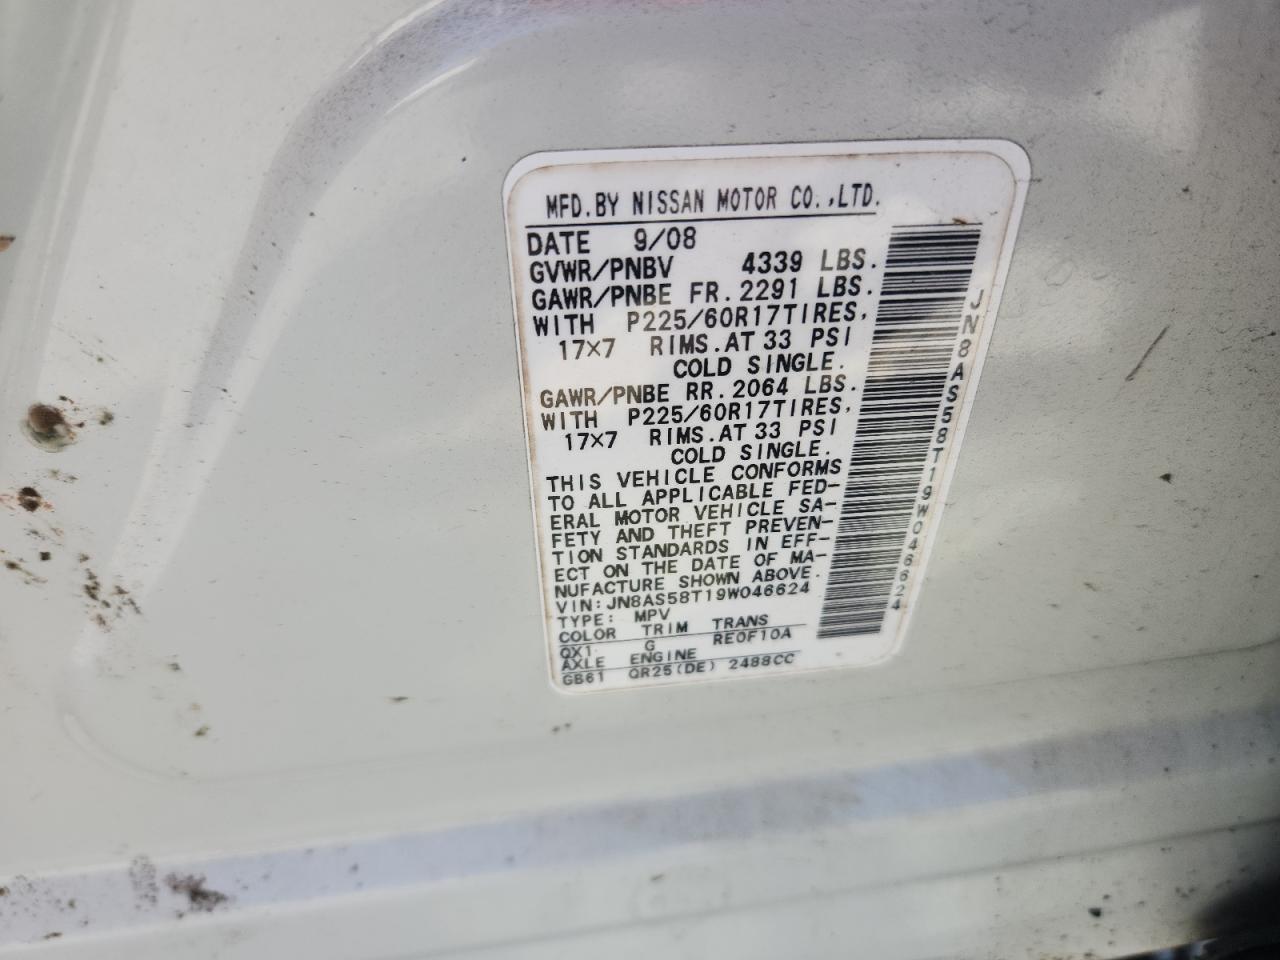 MFD.BY NISSAN MOTOR CO.,LTD.
DATE 9/08
GVWR/PNBV 4339 LBS.
GAWR/PNBE FR.2291 LBS.
WITH P225/60R17TIRES,
17×7 RIMS.AT 33 PSI
COLD SINGLE.
GAWR/PNBE RR.2064 LBS.
WITH P225/60R17TIRES,
17×7 RIMS.AT 33 PSI
COLD SINGLE.
THIS VEHICLE CONFORMS
TO ALL APPLICABLE FED-
ERAL MOTOR VEHICLE SA-
FETY AND THEFT PREVEN-
TION STANDARDS IN EFF-
ECT ON THE DATE OF MA-
NUFACTURE SHOWN ABOVE.
VIN:JN8AS58T19W046624
TYPE: MPV
COLOR TRIM TRANS
QX1 G RE0F10A
AXLE ENGINE
GB61 QR25(DE) 2488CC
JN8AS58T19W046624